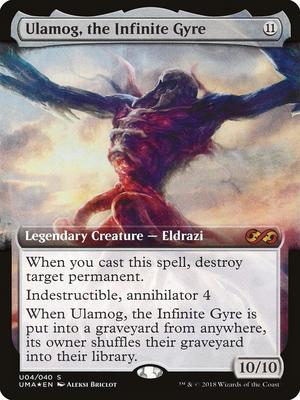 Ulamog, the Infinite Gyre 11
Legendary Creature — Eldrazi
When you cast this spell, destroy
target permanent.
Indestructible, annihilator 4
When Ulamog, the Infinite Gyre is
put into a graveyard from anywhere,
its owner shuffles their graveyard
into their library.
10/10
U04/040 S
UMA★EN Aleksi Briclot
™ & © 2018 Wizards of the Coast